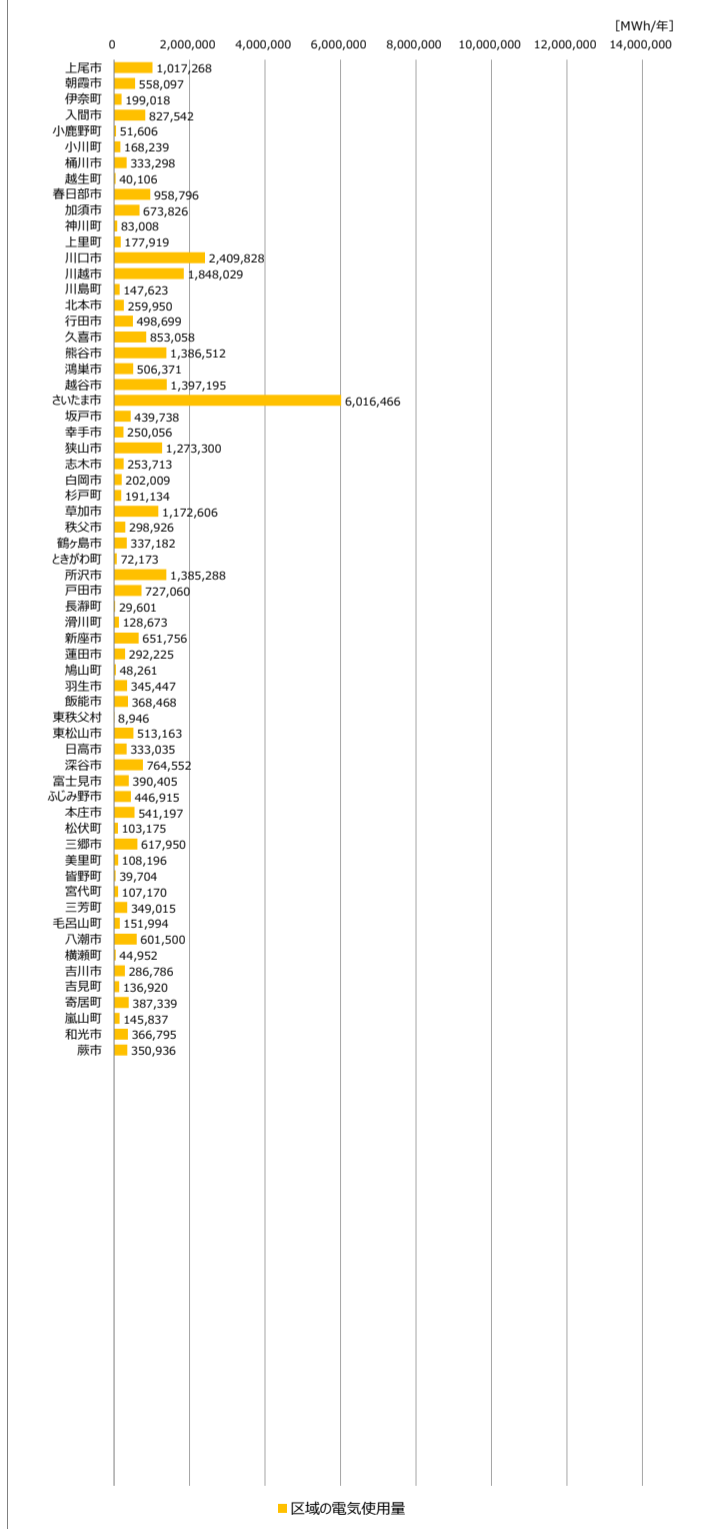 [MWh/年]
0 2,000,000 4,000,000 6,000,000 8,000,000 10,000,000 12,000,000 14,000,000
上尾市 1,017,268
朝霞市 558,097
伊奈町 199,018
入間市 827,542
小鹿野町 51,606
小川町 168,239
桶川市 333,298
越生町 40,106
春日部市 958,796
加須市 673,826
神川町 83,008
上里町 177,919
川口市 2,409,828
川越市 1,848,029
川島町 147,623
北本市 259,950
行田市 498,699
久喜市 853,058
熊谷市 1,386,512
鴻巣市 506,371
越谷市 1,397,195
さいたま市 6,016,466
坂戸市 439,738
幸手市 250,056
狭山市 1,273,300
志木市 253,713
白岡市 202,009
杉戸町 191,134
草加市 1,172,606
秩父市 298,926
鶴ヶ島市 337,182
ときがわ町 72,173
所沢市 1,385,288
戸田市 727,060
長瀞町 29,601
滑川町 128,673
新座市 651,756
蓮田市 292,225
鳩山町 48,261
羽生市 345,447
飯能市 368,468
東秩父村 8,946
東松山市 513,163
日高市 333,035
深谷市 764,552
富士見市 390,405
ふじみ野市 446,915
本庄市 541,197
松伏町 103,175
三郷市 617,950
美里町 108,196
皆野町 39,704
宮代町 107,170
三芳町 349,015
毛呂山町 151,994
八潮市 601,500
横瀬町 44,952
吉川市 286,786
吉見町 136,920
寄居町 387,339
嵐山町 145,837
和光市 366,795
蕨市 350,936
区域の電気使用量